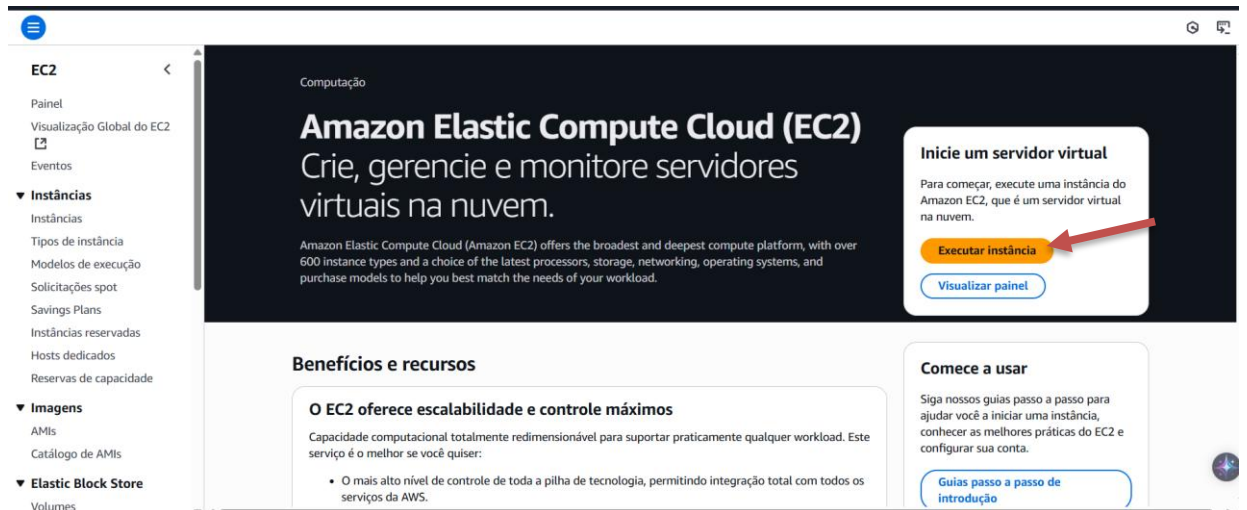 EC2
Painel
Visualização Global do EC2
Eventos
Instâncias
Instâncias
Tipos de instância
Modelos de execução
Solicitações spot
Savings Plans
Instâncias reservadas
Hosts dedicados
Reservas de capacidade
Imagens
AMIs
Catálogo de AMIs
Elastic Block Store
Volumes
Computação
Amazon Elastic Compute Cloud (EC2)
Crie, gerencie e monitore servidores
virtuais na nuvem.
Amazon Elastic Compute Cloud (Amazon EC2) offers the broadest and deepest compute platform, with over
600 instance types and a choice of the latest processors, storage, networking, operating systems, and
purchase models to help you best match the needs of your workload.
Inicie um servidor virtual
Para começar, execute uma instância do
Amazon EC2, que é um servidor virtual
na nuvem.
Executar instância
Visualizar painel
Benefícios e recursos
O EC2 oferece escalabilidade e controle máximos
Capacidade computacional totalmente redimensionável para suportar praticamente qualquer workload. Este
serviço é o melhor se você quiser:
• O mais alto nível de controle de toda a pilha de tecnologia, permitindo integração total com todos os
serviços da AWS.
Comece a usar
Siga nossos guias passo a passo para
ajudar você a iniciar uma instância,
conhecer as melhores práticas do EC2 e
configurar sua conta.
Guias passo a passo de
introdução